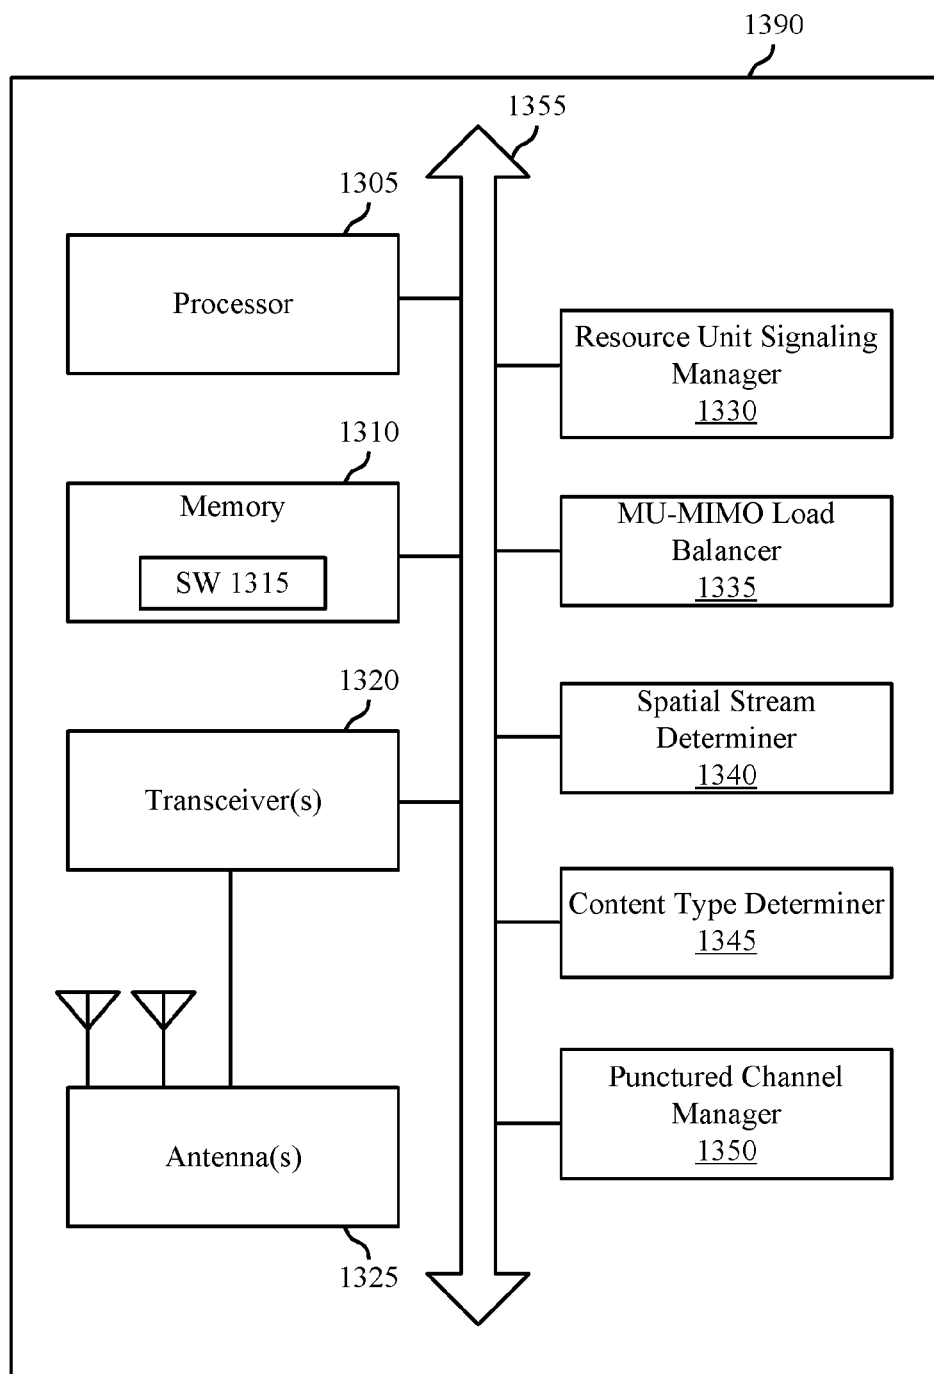 1390
1355
1305
Processor
Resource Unit Signaling
Manager
1330
1310
Memory
SW 1315
MU-MIMO Load
Balancer
1335
1320
Transceiver(s)
Spatial Stream
Determiner
1340
Content Type Determiner
1345
Antenna(s)
1325
Punctured Channel
Manager
1350